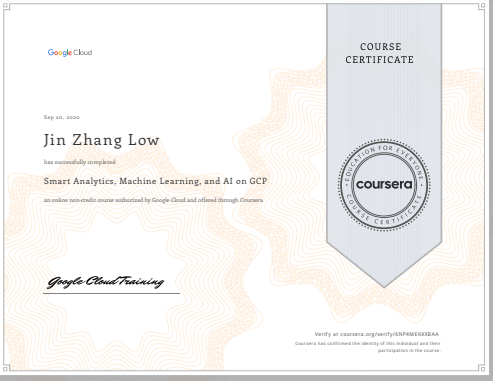 Google Cloud
COURSE
CERTIFICATE
Sep 20, 2020
Jin Zhang Low
has successfully completed
Smart Analytics, Machine Learning, and AI on GCP
an online non-credit course authorized by Google Cloud and offered through Coursera
EDUCATION FOR EVERYONE
coursera
COURSE CERTIFICATE
Google Cloud Training
Verify at coursera.org/verify/6NP4MEKKXBAA
Coursera has confirmed the identity of this individual and their
participation in the course.